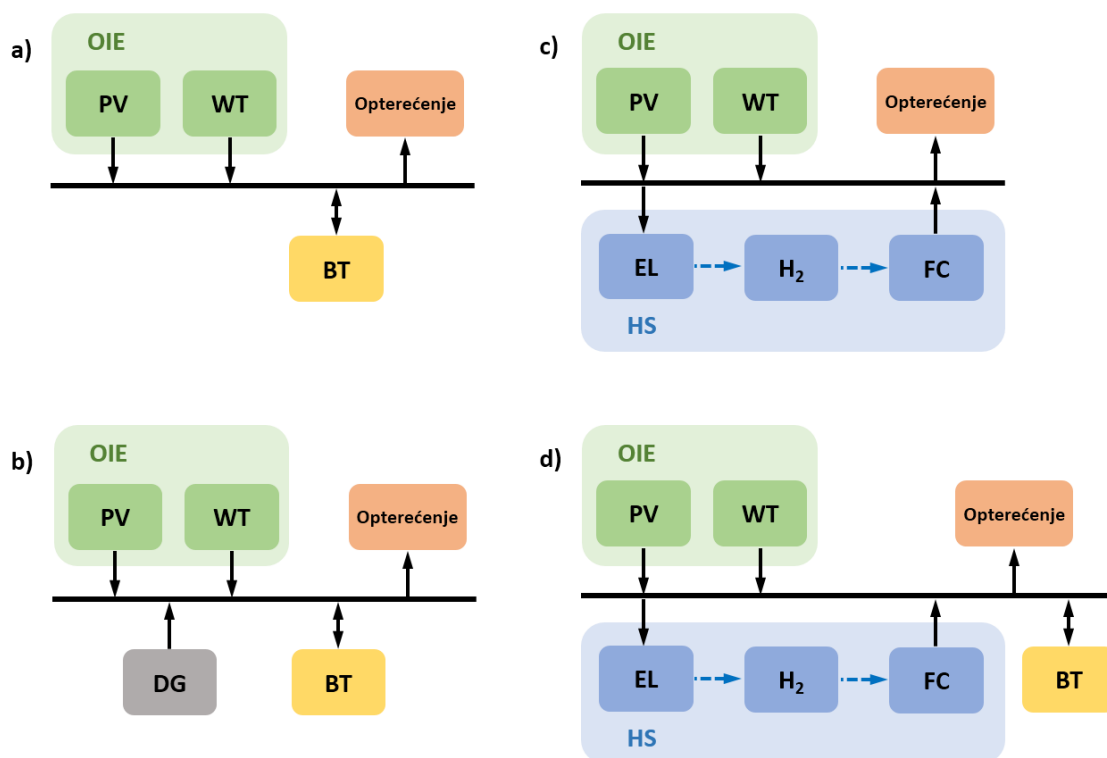 a)
OIE
PV WT
Opterećenje
BT
c)
OIE
PV WT
Opterećenje
EL H₂ FC
HS
b)
OIE
PV WT
Opterećenje
DG BT
d)
OIE
PV WT
Opterećenje
EL H₂ FC BT
HS